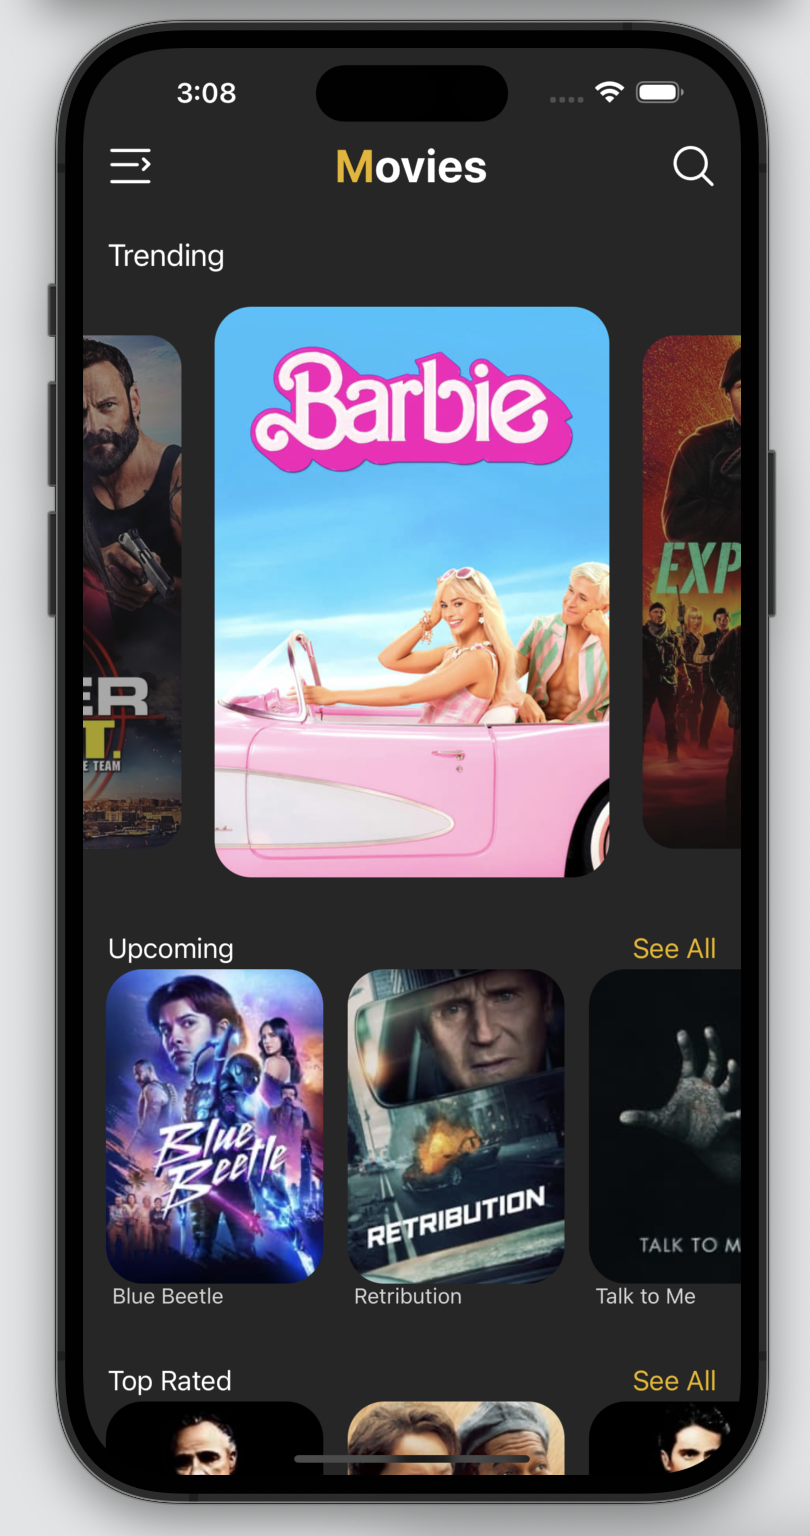 3:08
Movies
Trending
Barbie
ER
T.
E TEAM
EXP
Upcoming
See All
Blue
Beetle
RETRIBUTION
TALK TO M
Blue Beetle
Retribution
Talk to Me
Top Rated
See All